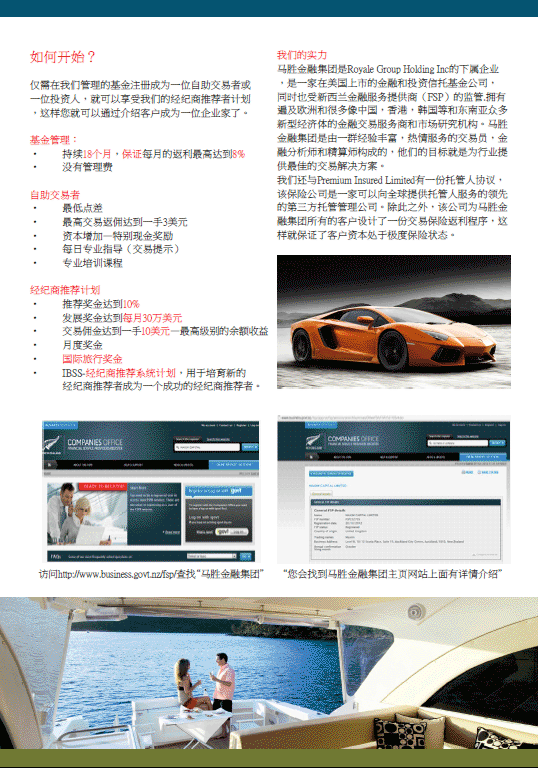 如何开始？
仅需在我们管理的基金注册成为一位自助交易者或
一位投资人，就可以享受我们的经纪商推荐者计划
，这样您就可以通过介绍客户成为一位企业家了。
基金管理：
• 持续18个月，保证每月的返利最高达到8%
• 没有管理费
自助交易者
• 最低点差
• 最高交易返佣达到一手3美元
• 资本增加—特别现金奖励
• 每日专业指导（交易提示）
• 专业培训课程
经纪商推荐计划
• 推荐奖金达到10%
• 发展奖金达到每月30万美元
• 交易佣金达到一手10美元—最高级别的余额收益
• 月度奖金
• 国际旅行奖金
• IBSS-经纪商推荐系统计划，用于培育新的
经纪商推荐者成为一个成功的经纪商推荐者。
我们的实力
马胜金融集团是Royale Group Holding Inc的下属企业
，是一家在美国上市的金融和投资信托基金公司，
同时也受新西兰金融服务提供商（FSP）的监管.拥有
遍及欧洲和很多像中国，香港，韩国等和东南亚众多
新型经济体的金融交易服务商和市场研究机构。马胜
金融集团是由一群经验丰富，热情服务的交易员，金
融分析师和精算师构成的，他们的目标就是为行业提
供最佳的交易解决方案。
我们还与Premium Insured Limited有一份托管人协议，
该保险公司是一家可以向全球提供托管人服务的领先
的第三方托管管理公司。除此之外，该公司为马胜金
融集团所有的客户设计了一份交易保险返利程序，这
样就保证了客户资本处于极度保险状态。
COMPANIES OFFICE
COMPANIES OFFICE
访问http://www.business.govt.nz/fsp/查找“马胜金融集团”
“您会找到马胜金融集团主页网站上面有详情介绍”